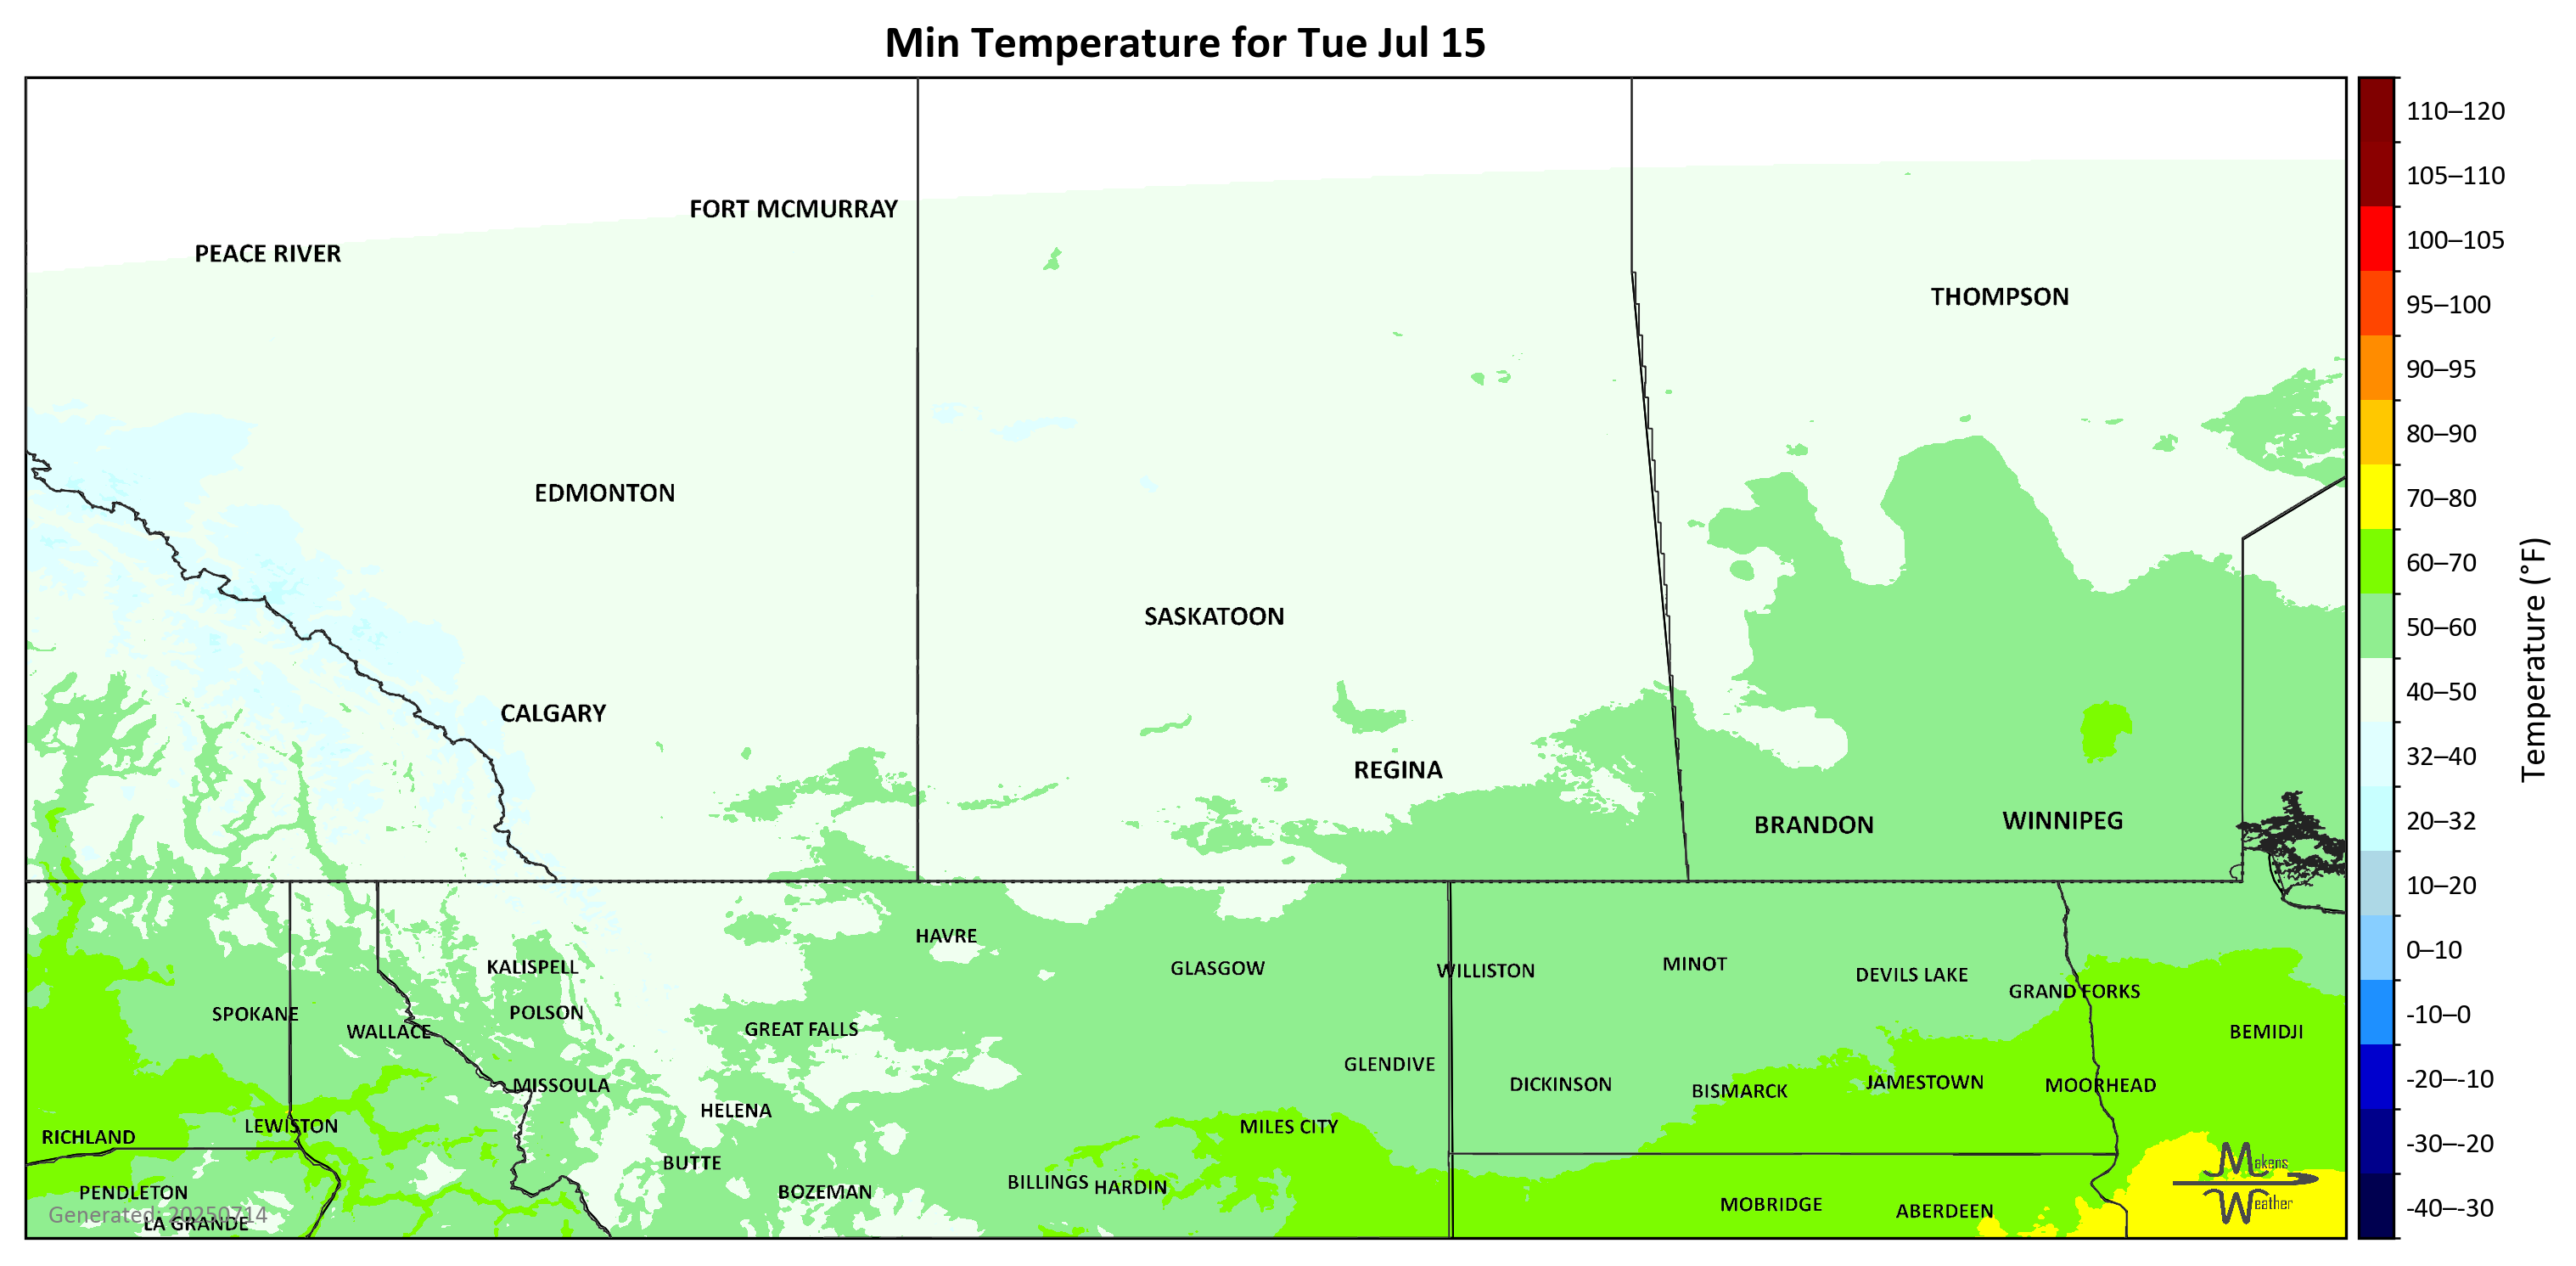 Min Temperature for Tue Jul 15
110–120
105–110
FORT MCMURRAY
100–105
PEACE RIVER
THOMPSON
95–100
90–95
80–90
EDMONTON
70–80
60–70
SASKATOON
50–60
Temperature (°F)
40–50
CALGARY
32–40
REGINA
BRANDON
WINNIPEG
20–32
10–20
HAVRE
0–10
KALISPELL
GLASGOW
WILLISTON
MINOT
DEVILS LAKE
GRAND FORKS
SPOKANE
POLSON
-10–0
WALLACE
GREAT FALLS
BEMIDJI
GLENDIVE
-20–-10
MISSOULA
DICKINSON
BISMARCK
JAMESTOWN
MOORHEAD
HELENA
RICHLAND
LEWISTON
MILES CITY
-30–-20
BUTTE
Makens
PENDLETON
BOZEMAN
BILLINGS
HARDIN
Weather
MOBRIDGE
ABERDEEN
-40–-30
Generated: 20250714
LA GRANDE